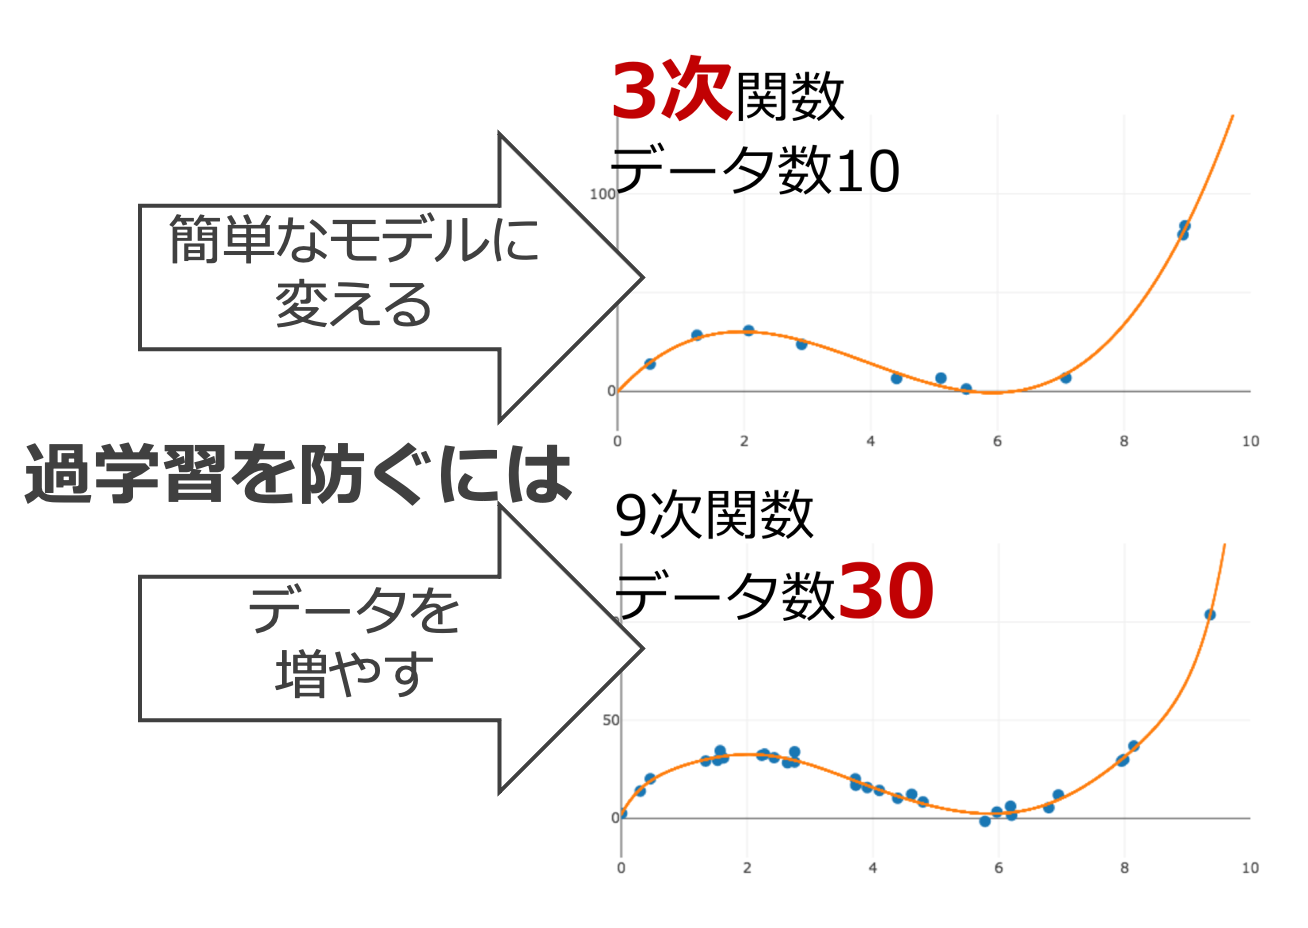 3次関数
データ数10
簡単なモデルに
変える
100
0
0 2 4 6 8 10
過学習を防ぐには
9次関数
データ数30
データを
増やす
50
0
0 2 4 6 8 10